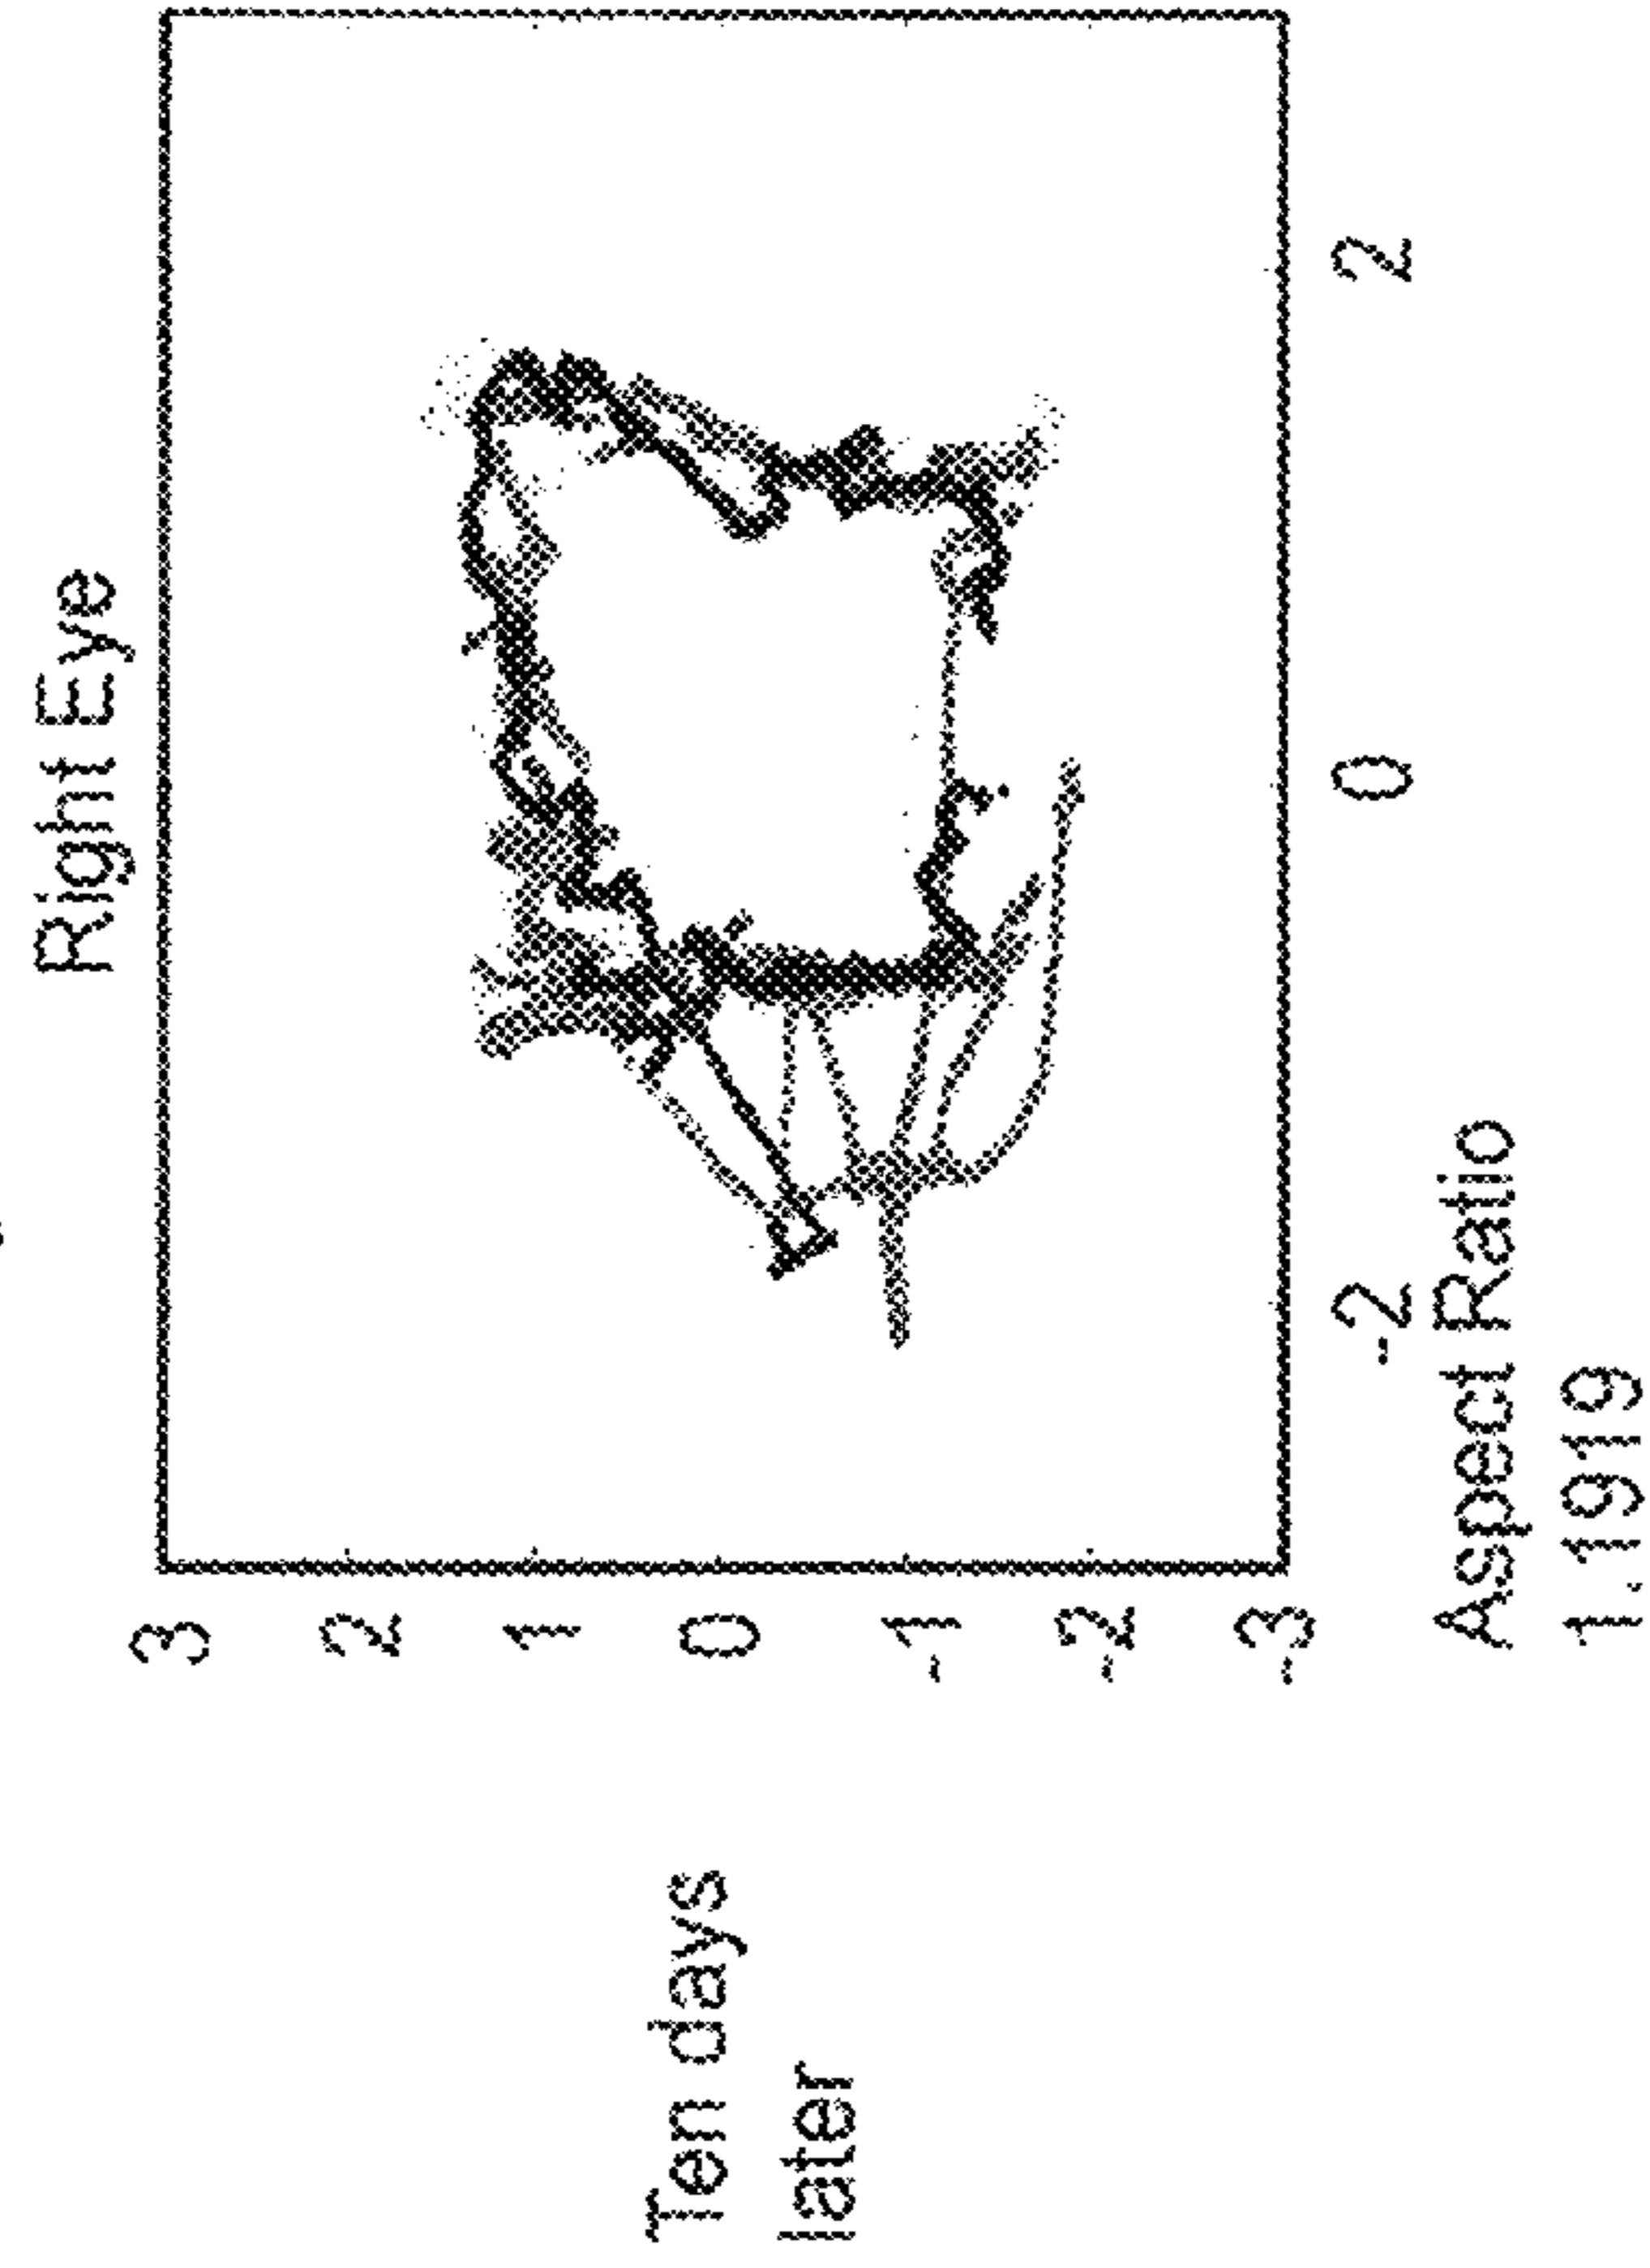 Right Eye
Ten days
later
3
2
1
0
-1
-2
-3
-2
0
2
Aspect Ratio
1.1919